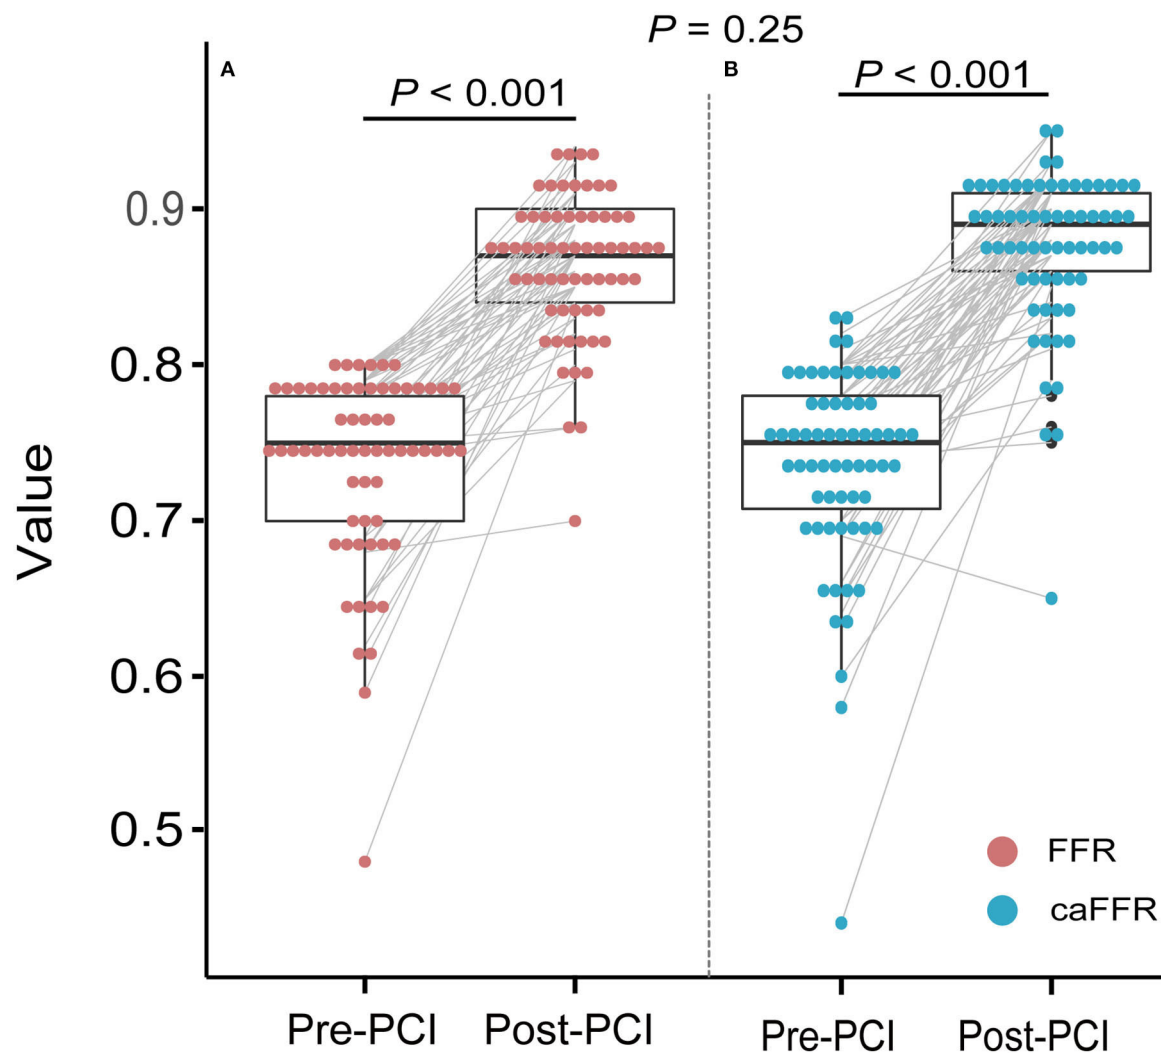 P = 0.25
A
P < 0.001
B
P < 0.001
Value
0.9
0.8
0.7
0.6
0.5
FFR
caFFR
Pre-PCI
Post-PCI
Pre-PCI
Post-PCI